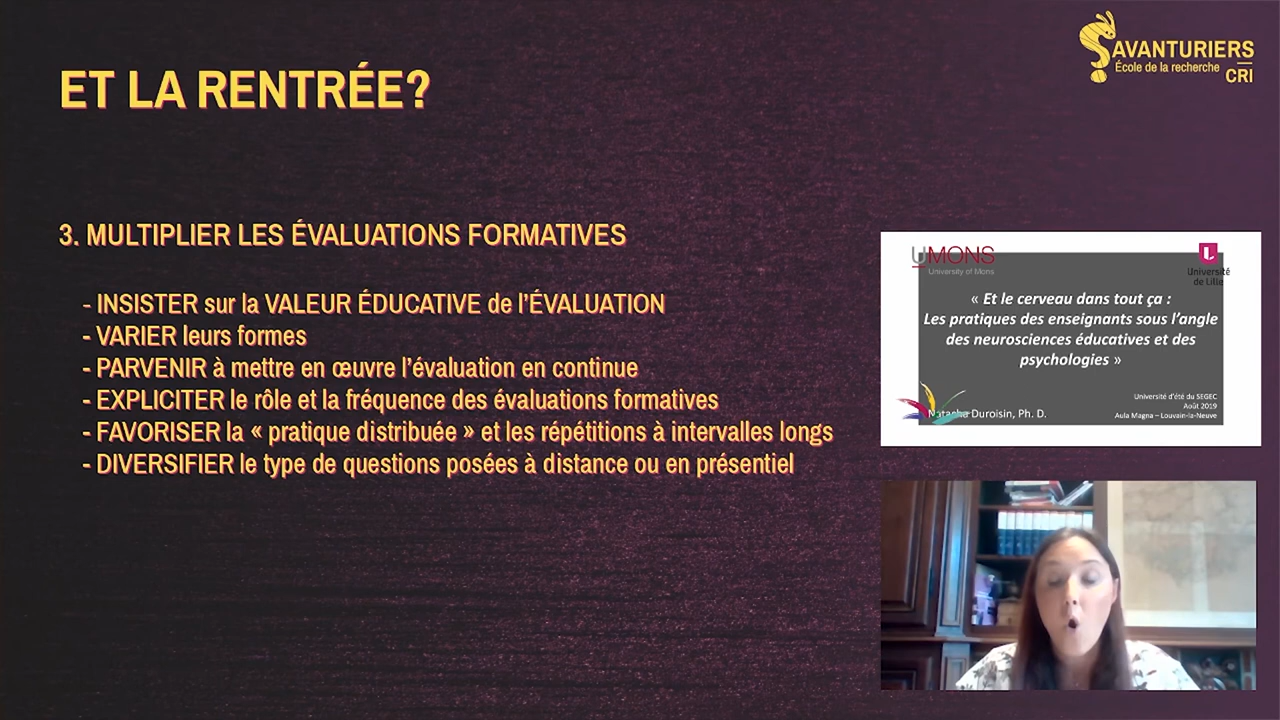 ET LA RENTRÉE?
SAVANTURIERS
École de la recherche
CRI
3. MULTIPLIER LES ÉVALUATIONS FORMATIVES
- INSISTER sur la VALEUR ÉDUCATIVE de l'ÉVALUATION
- VARIER leurs formes
- PARVENIR à mettre en œuvre l'évaluation en continue
- EXPLICITER le rôle et la fréquence des évaluations formatives
- FAVORISER la « pratique distribuée » et les répétitions à intervalles longs
- DIVERSIFIER le type de questions posées à distance ou en présentiel
UMONS
University of Mons
Université
de Lille
« Et le cerveau dans tout ça :
Les pratiques des enseignants sous l'angle
des neurosciences éducatives et des
psychologies »
Université d'été du SEGEC
Août 2019
Aula Magna – Louvain-la-Neuve
Natacha Duroisin, Ph. D.